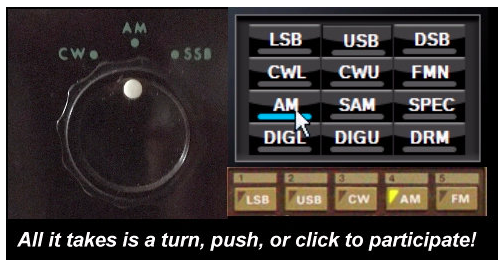 AM
CW SSB
LSB USB DSB
CWL CWU FMN
AM SAM SPEC
DIGL DIGU DRM
1 2 3 4 5
LSB USB CW AM FM
All it takes is a turn, push, or click to participate!